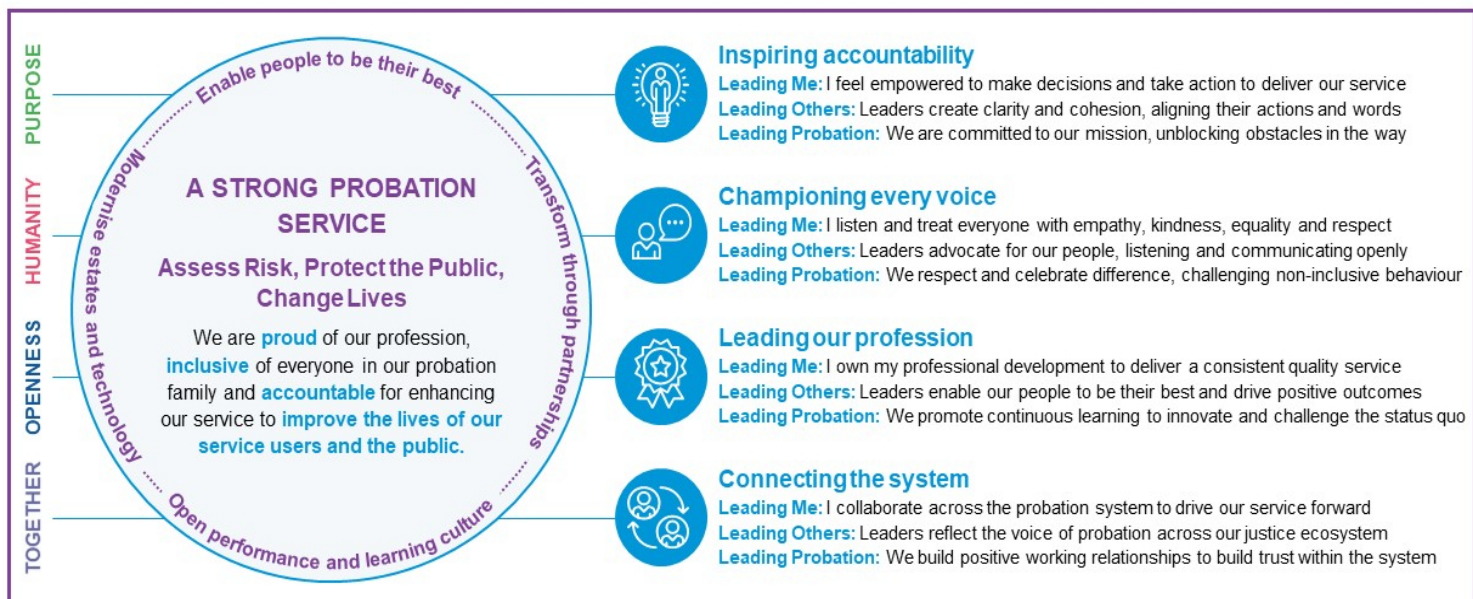 PURPOSE
HUMANITY
OPENNESS
TOGETHER
Enable people to be their best
Transform through partnerships
Open performance and learning culture
Modernise estates and technology
A STRONG PROBATION
SERVICE
Assess Risk, Protect the Public,
Change Lives
We are proud of our profession,
inclusive of everyone in our probation
family and accountable for enhancing
our service to improve the lives of our
service users and the public.
Inspiring accountability
Leading Me: I feel empowered to make decisions and take action to deliver our service
Leading Others: Leaders create clarity and cohesion, aligning their actions and words
Leading Probation: We are committed to our mission, unblocking obstacles in the way
Championing every voice
Leading Me: I listen and treat everyone with empathy, kindness, equality and respect
Leading Others: Leaders advocate for our people, listening and communicating openly
Leading Probation: We respect and celebrate difference, challenging non-inclusive behaviour
Leading our profession
Leading Me: I own my professional development to deliver a consistent quality service
Leading Others: Leaders enable our people to be their best and drive positive outcomes
Leading Probation: We promote continuous learning to innovate and challenge the status quo
Connecting the system
Leading Me: I collaborate across the probation system to drive our service forward
Leading Others: Leaders reflect the voice of probation across our justice ecosystem
Leading Probation: We build positive working relationships to build trust within the system